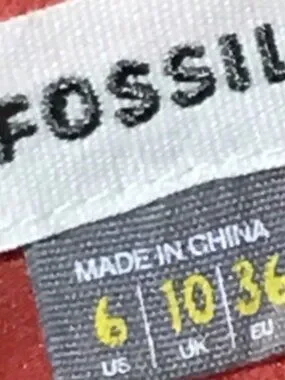 FOSSIL
MADE IN CHINA
6 | 10 | 36
US UK EU